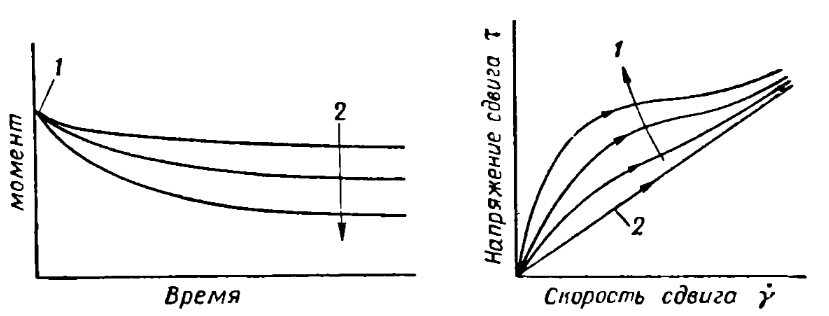 1
2
момент
Время
Напряжение сдвига τ
1
2
Скорость сдвига γ̇